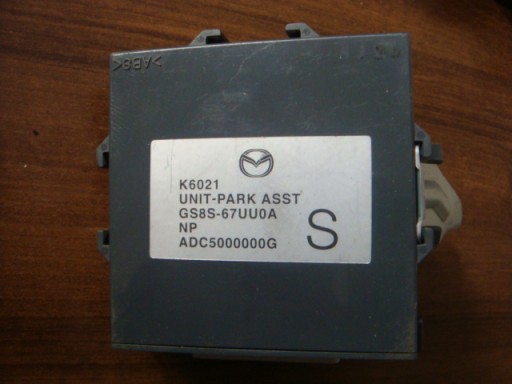 >ABS<
K6021
UNIT-PARK ASST
GS8S-67UU0A
NP
ADC5000000G
S